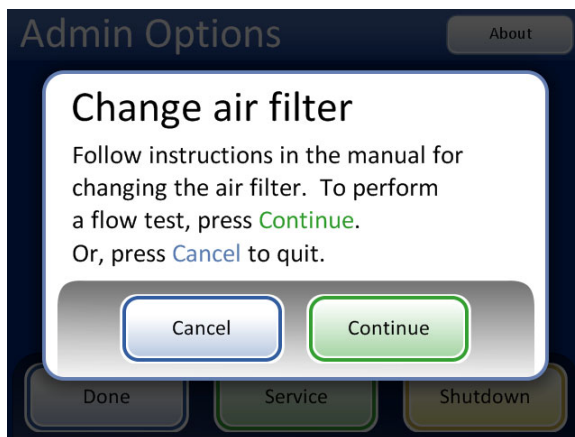 Admin Options
About
Change air filter
Follow instructions in the manual for
changing the air filter.  To perform
a flow test, press Continue.
Or, press Cancel to quit.
Cancel
Continue
Done
Service
Shutdown